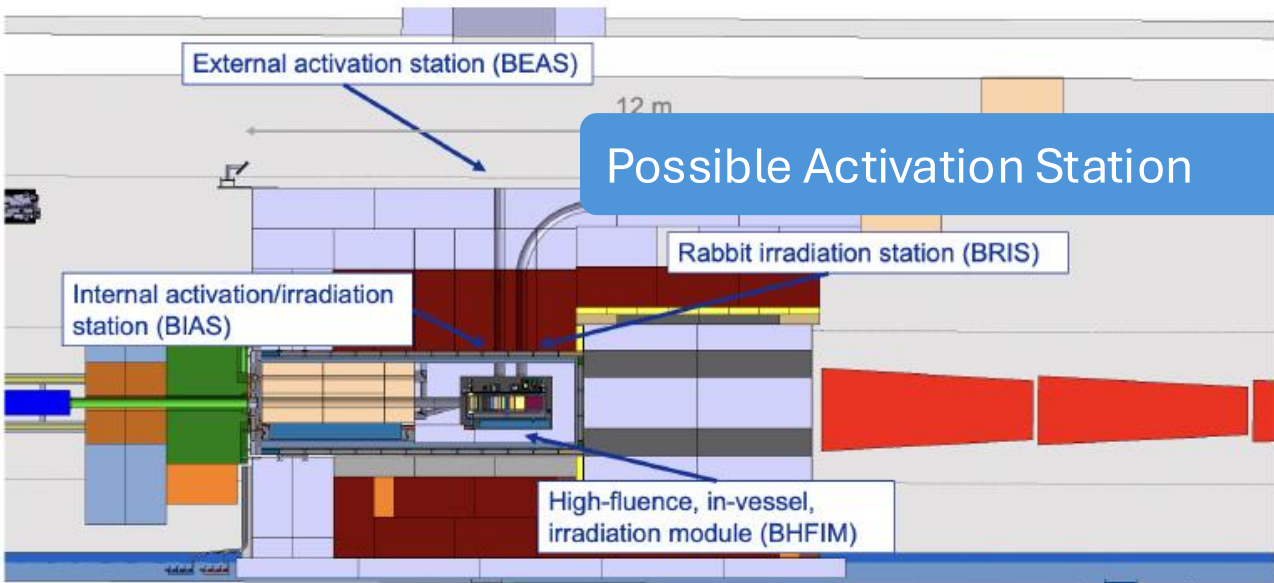 External activation station (BEAS)
12 m
Possible Activation Station
Rabbit irradiation station (BRIS)
Internal activation/irradiation
station (BIAS)
High-fluence, in-vessel,
irradiation module (BHFIM)